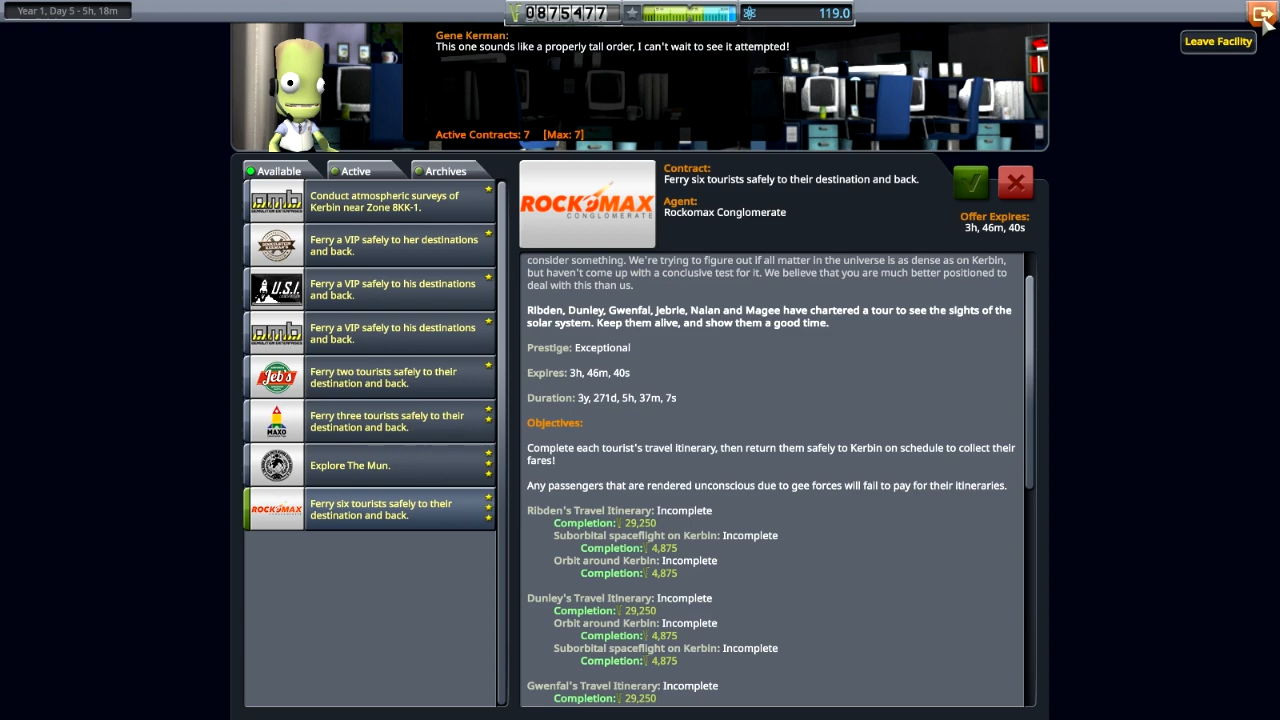 Year 1, Day 5 - 5h, 18m
0875477
119.0
Leave Facility
Gene Kerman:
This one sounds like a properly tall order, I can't wait to see it attempted!
Active Contracts: 7 [Max: 7]
Available
Active
Archives
Conduct atmospheric surveys of
Kerbin near Zone 8KK-1.
Ferry a VIP safely to her destinations
and back.
U.S.I.
Ferry a VIP safely to his destinations
and back.
Ferry a VIP safely to his destinations
and back.
Jeb's
Ferry two tourists safely to their
destination and back.
MAXO
Ferry three tourists safely to their
destination and back.
Explore The Mun.
ROCKOMAX
Ferry six tourists safely to their
destination and back.
ROCKOMAX
CONGLOMERATE
Contract:
Ferry six tourists safely to their destination and back.
Agent:
Rockomax Conglomerate
Offer Expires:
3h, 46m, 40s
consider something. We're trying to figure out if all matter in the universe is as dense as on Kerbin,
but haven't come up with a conclusive test for it. We believe that you are much better positioned to
deal with this than us.
Ribden, Dunley, Gwenfal, Jebrie, Nalan and Magee have chartered a tour to see the sights of the
solar system. Keep them alive, and show them a good time.
Prestige: Exceptional
Expires: 3h, 46m, 40s
Duration: 3y, 271d, 5h, 37m, 7s
Objectives:
Complete each tourist's travel itinerary, then return them safely to Kerbin on schedule to collect their
fares!
Any passengers that are rendered unconscious due to gee forces will fail to pay for their itineraries.
Ribden's Travel Itinerary: Incomplete
Completion: 29,250
Suborbital spaceflight on Kerbin: Incomplete
Completion: 4,875
Orbit around Kerbin: Incomplete
Completion: 4,875
Dunley's Travel Itinerary: Incomplete
Completion: 29,250
Orbit around Kerbin: Incomplete
Completion: 4,875
Suborbital spaceflight on Kerbin: Incomplete
Completion: 4,875
Gwenfal's Travel Itinerary: Incomplete
Completion: 29,250